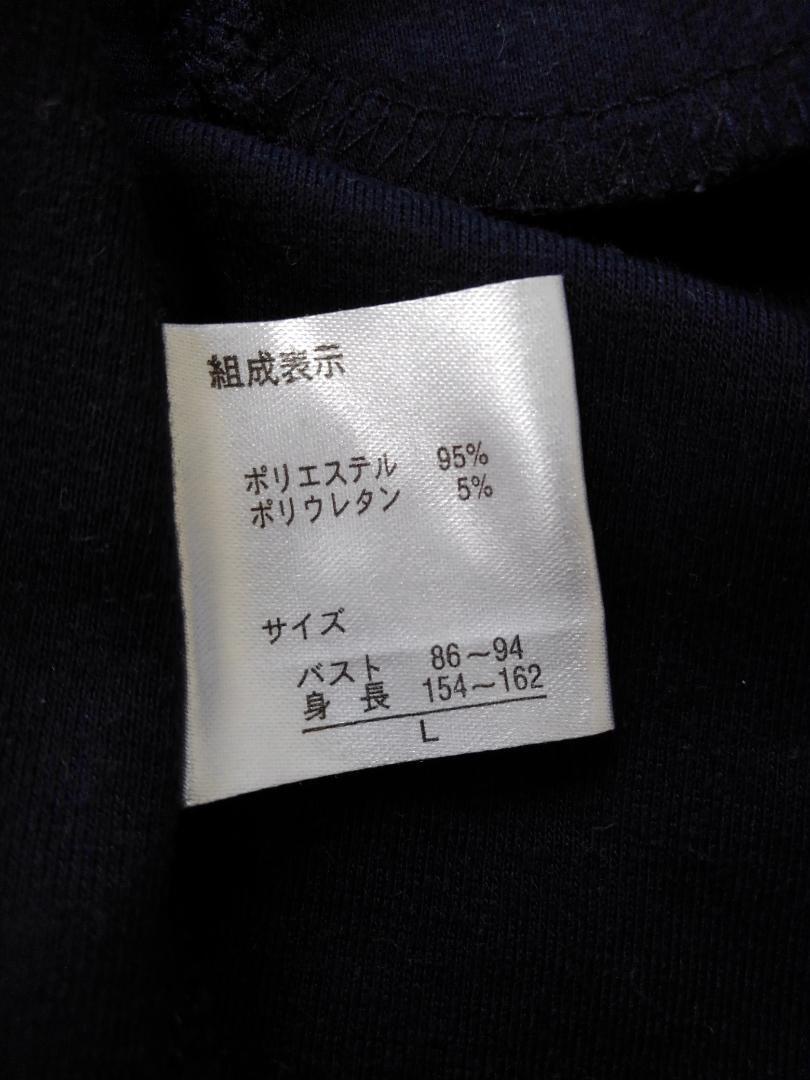 組成表示
ポリエステル 95%
ポリウレタン 5%
サイズ
バスト 86～94
身長 154～162
L